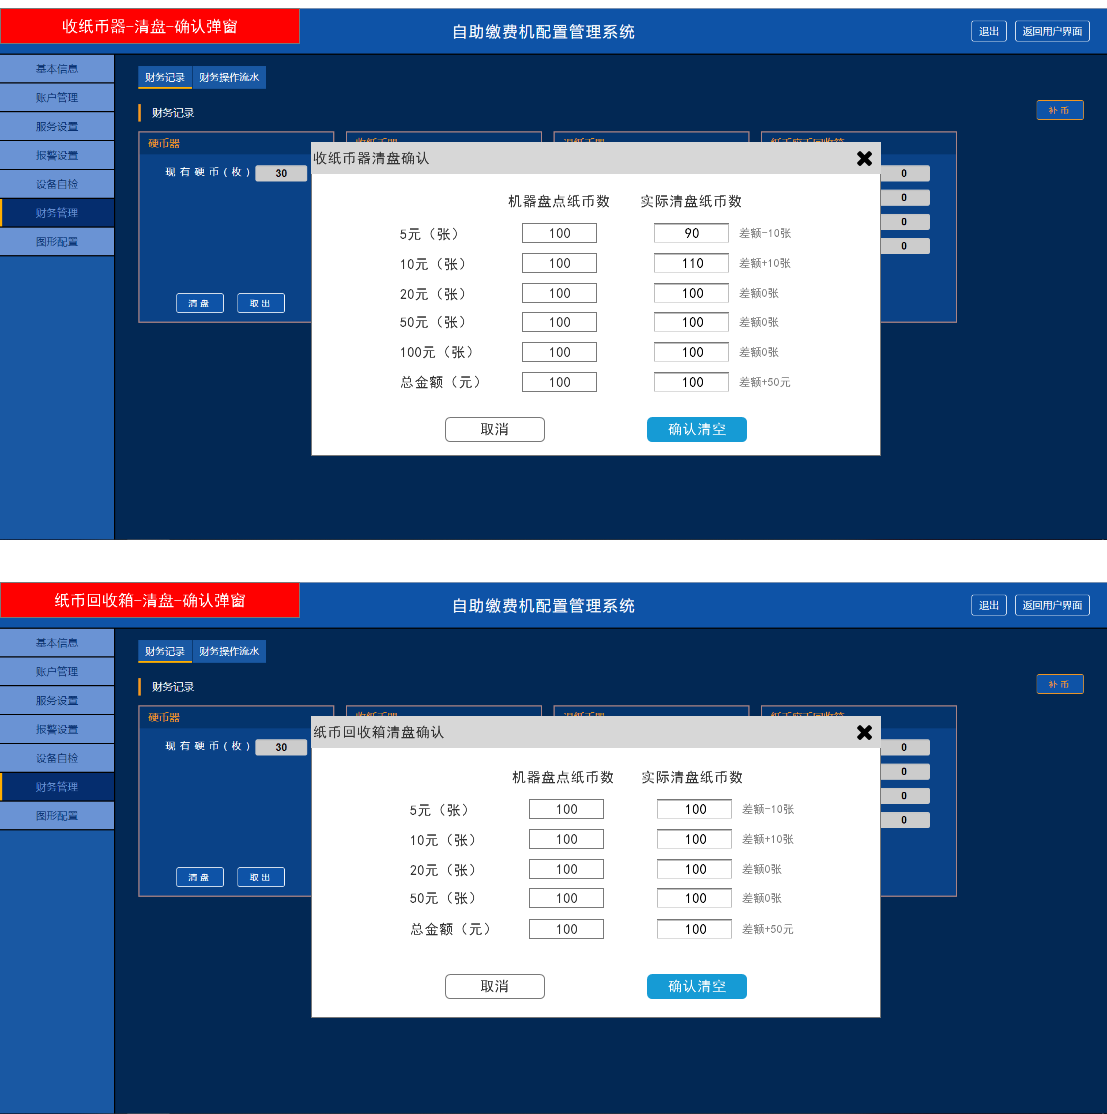 收纸币器-清盘-确认弹窗
自助缴费机配置管理系统
退出 返回用户界面
基本信息
账户管理
服务设置
报警设置
设备自检
财务管理
图形配置
财务记录 财务操作流水
财务记录
补 币
硬币器
现 有 硬 币 ( 枚 ) 30
清 盘 取 出
0
0
0
0
收纸币器清盘确认
机器盘点纸币数 实际清盘纸币数
5元（张） 100 90 差额-10张
10元（张） 100 110 差额+10张
20元（张） 100 100 差额0张
50元（张） 100 100 差额0张
100元（张） 100 100 差额0张
总金额（元） 100 100 差额+50元
取消 确认清空
纸币回收箱-清盘-确认弹窗
自助缴费机配置管理系统
退出 返回用户界面
基本信息
账户管理
服务设置
报警设置
设备自检
财务管理
图形配置
财务记录 财务操作流水
财务记录
补 币
硬币器
现 有 硬 币 ( 枚 ) 30
清 盘 取 出
0
0
0
0
纸币回收箱清盘确认
机器盘点纸币数 实际清盘纸币数
5元（张） 100 100 差额-10张
10元（张） 100 100 差额+10张
20元（张） 100 100 差额0张
50元（张） 100 100 差额0张
总金额（元） 100 100 差额+50元
取消 确认清空